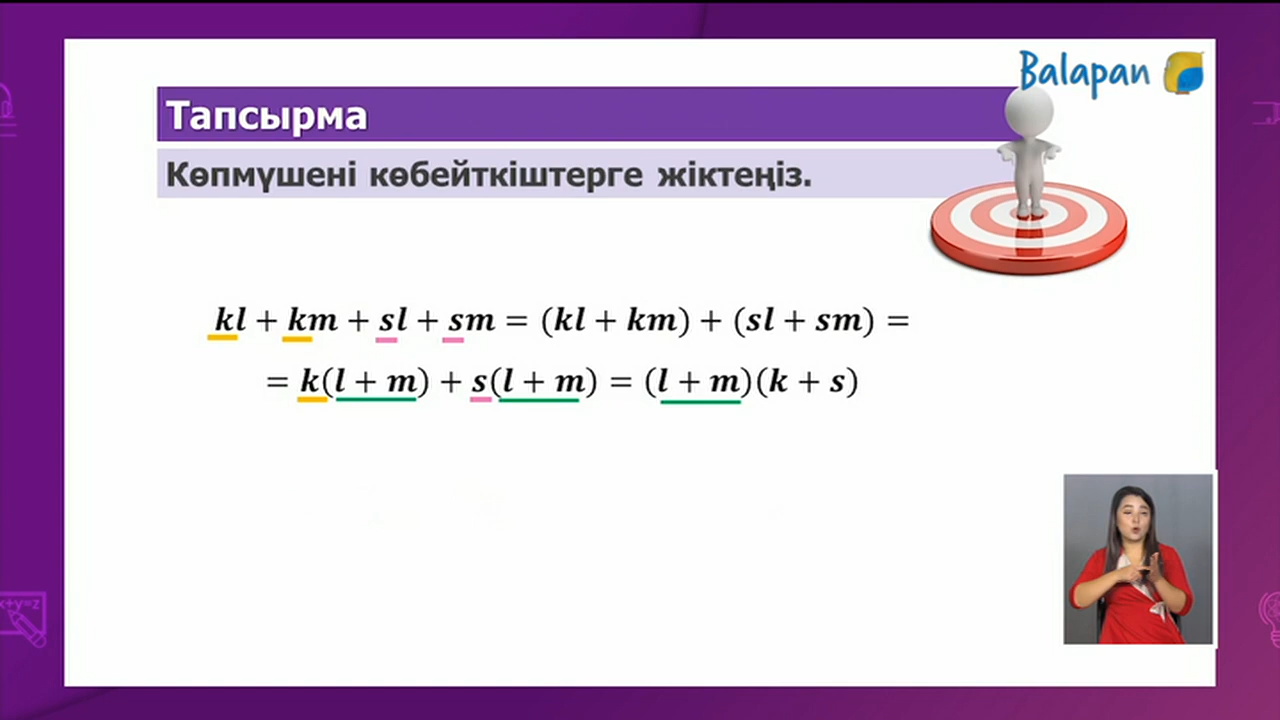 Balapan
Тапсырма
Көпмүшені көбейткіштерге жіктеңіз.
kl + km + sl + sm = (kl + km) + (sl + sm) =
= k(l + m) + s(l + m) = (l + m)(k + s)
x+y=z